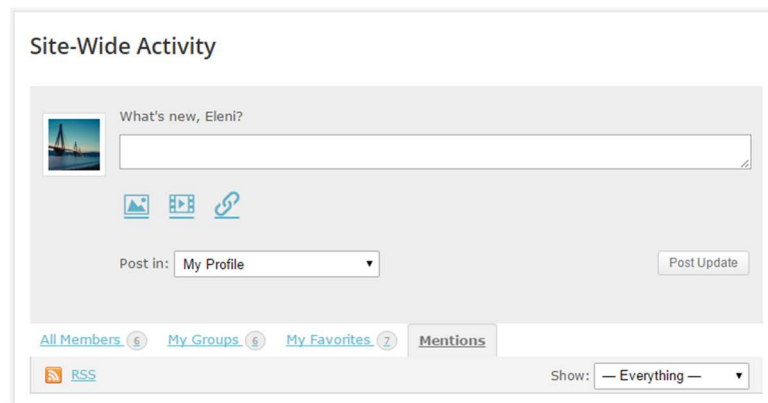 Site-Wide Activity
What's new, Eleni?
Post in: My Profile Post Update
All Members 6 My Groups 6 My Favorites 7 Mentions
RSS Show: — Everything —